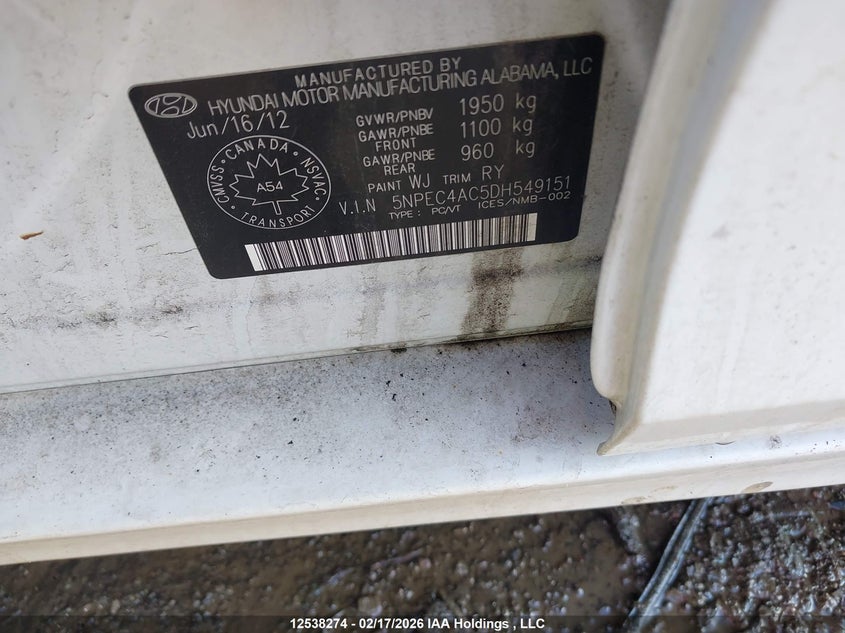 MANUFACTURED BY
HYUNDAI MOTOR MANUFACTURING ALABAMA, LLC
Jun/16/12
GVWR/PNBV 1950 kg
GAWR/PNBE FRONT 1100 kg
GAWR/PNBE REAR 960 kg
PAINT WJ TRIM RY
V.I.N 5NPEC4AC5DH549151
TYPE : PC/VT ICES/NMB-002
CANADA
CMVSS · NSVAC
A54
TRANSPORT
12538274 - 02/17/2026 IAA Holdings , LLC